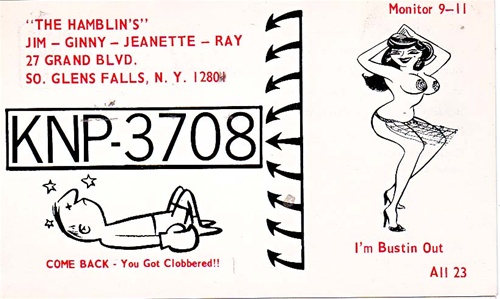 "THE HAMBLIN'S"
JIM – GINNY – JEANETTE – RAY
27 GRAND BLVD.
SO. GLENS FALLS, N. Y. 12801
KNP-3708
COME BACK - You Got Clobbered!!
Monitor 9–11
I'm Bustin Out
All 23